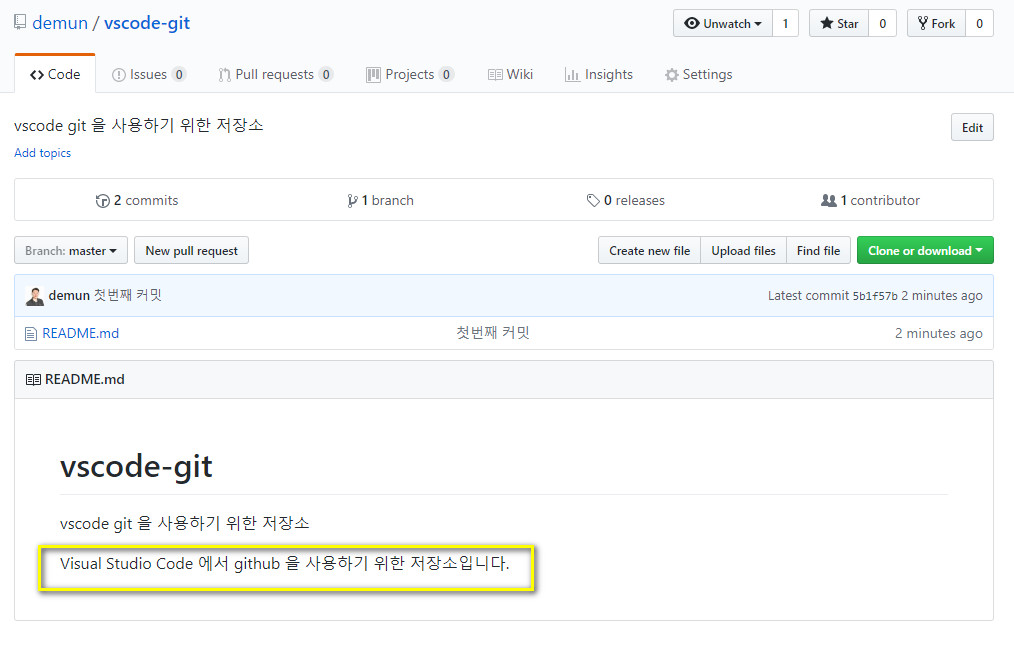 demun / vscode-git
Unwatch 1 Star 0 Fork 0
Code Issues 0 Pull requests 0 Projects 0 Wiki Insights Settings
vscode git 을 사용하기 위한 저장소 Edit
Add topics
2 commits 1 branch 0 releases 1 contributor
Branch: master New pull request Create new file Upload files Find file Clone or download
demun 첫번째 커밋 Latest commit 5b1f57b 2 minutes ago
README.md 첫번째 커밋 2 minutes ago
README.md
vscode-git
vscode git 을 사용하기 위한 저장소
Visual Studio Code 에서 github 을 사용하기 위한 저장소입니다.